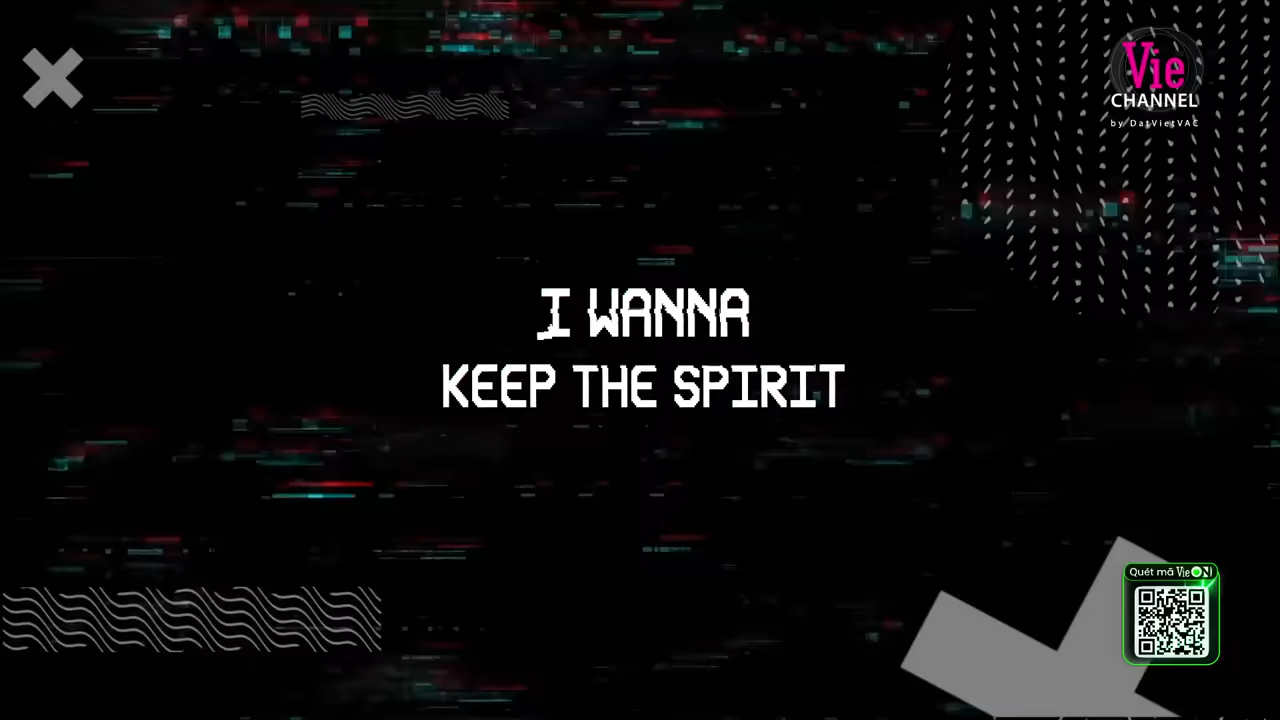 Vie
CHANNEL
by DatVietVAC
I WANNA
KEEP THE SPIRIT
Quét mã VieON